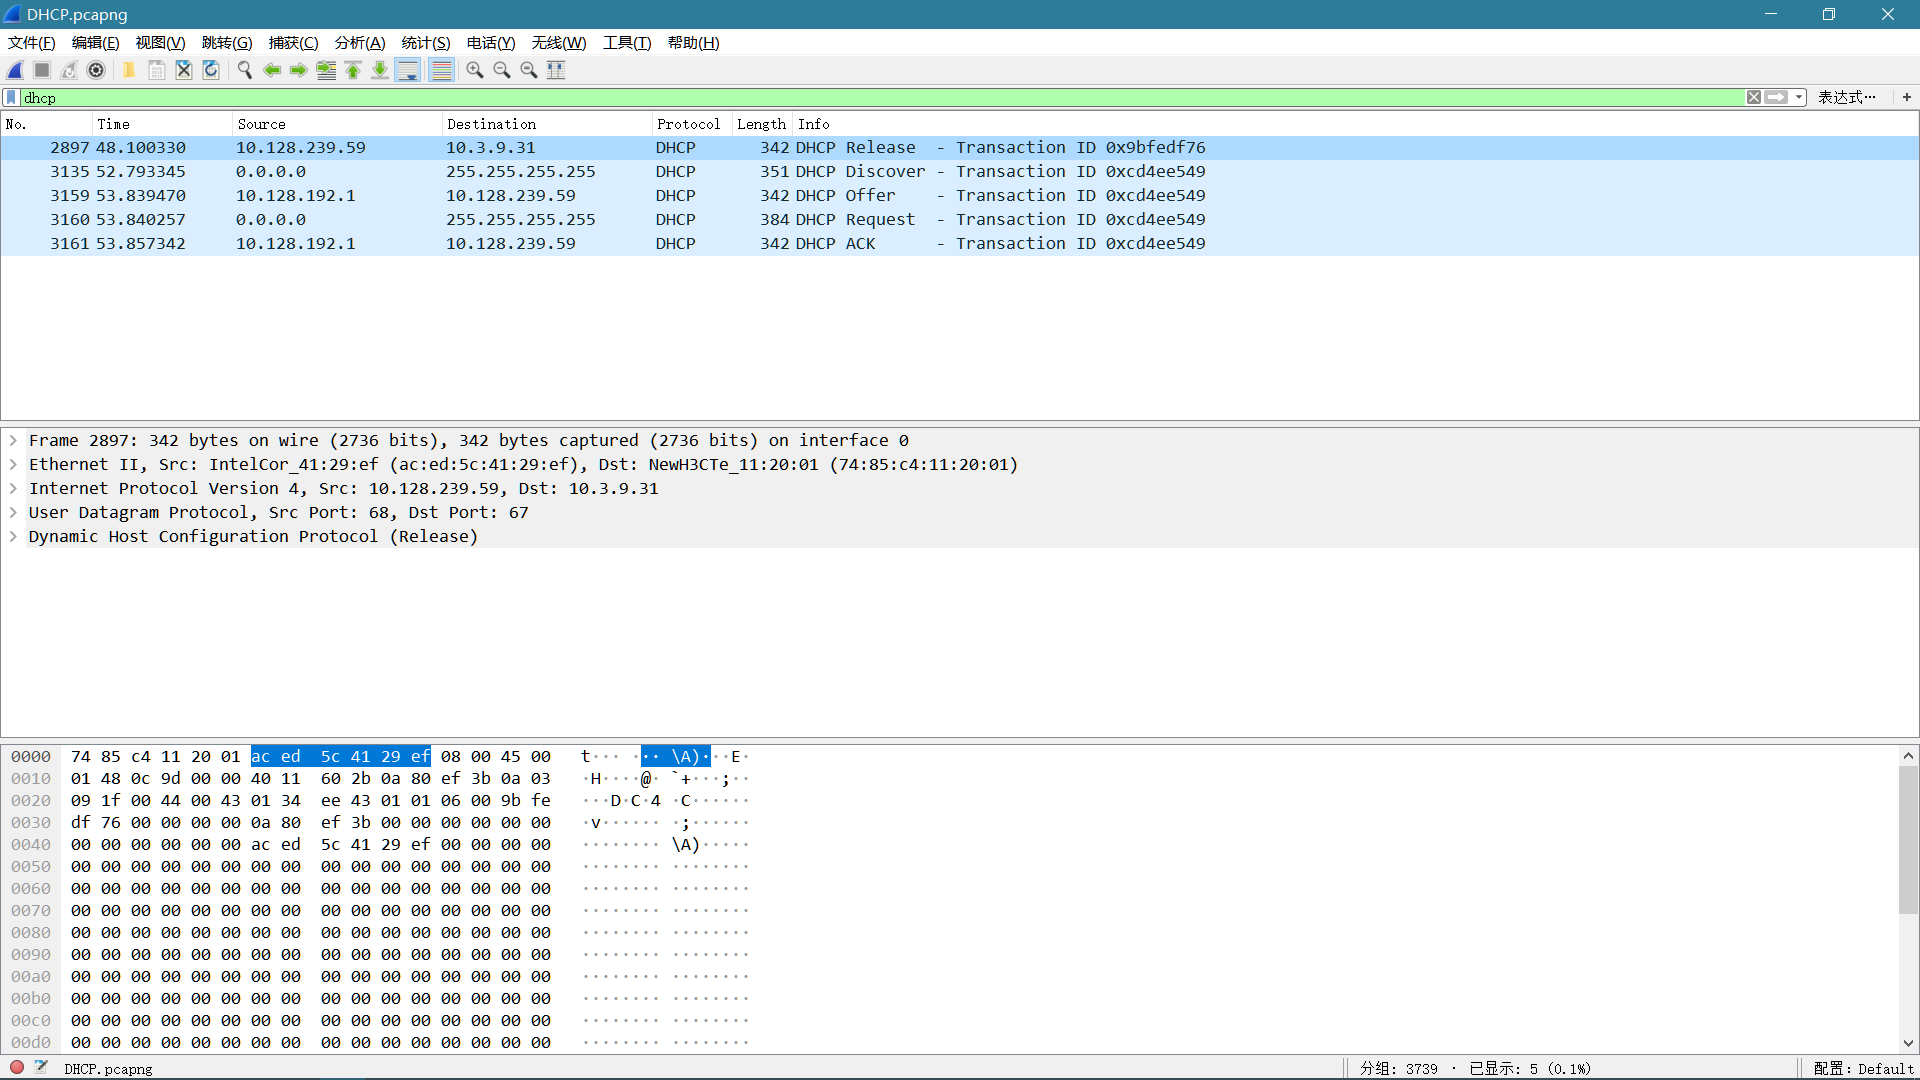 DHCP.pcapng
文件(F) 编辑(E) 视图(V) 跳转(G) 捕获(C) 分析(A) 统计(S) 电话(Y) 无线(W) 工具(T) 帮助(H)
dhcp 表达式… +
No. Time Source Destination Protocol Length Info
2897 48.100330 10.128.239.59 10.3.9.31 DHCP 342 DHCP Release - Transaction ID 0x9bfedf76
3135 52.793345 0.0.0.0 255.255.255.255 DHCP 351 DHCP Discover - Transaction ID 0xcd4ee549
3159 53.839470 10.128.192.1 10.128.239.59 DHCP 342 DHCP Offer - Transaction ID 0xcd4ee549
3160 53.840257 0.0.0.0 255.255.255.255 DHCP 384 DHCP Request - Transaction ID 0xcd4ee549
3161 53.857342 10.128.192.1 10.128.239.59 DHCP 342 DHCP ACK - Transaction ID 0xcd4ee549
Frame 2897: 342 bytes on wire (2736 bits), 342 bytes captured (2736 bits) on interface 0
Ethernet II, Src: IntelCor_41:29:ef (ac:ed:5c:41:29:ef), Dst: NewH3CTe_11:20:01 (74:85:c4:11:20:01)
Internet Protocol Version 4, Src: 10.128.239.59, Dst: 10.3.9.31
User Datagram Protocol, Src Port: 68, Dst Port: 67
Dynamic Host Configuration Protocol (Release)
0000 74 85 c4 11 20 01 ac ed 5c 41 29 ef 08 00 45 00 t··· ··· \A)···E·
0010 01 48 0c 9d 00 00 40 11 60 2b 0a 80 ef 3b 0a 03 ·H····@· `+···;··
0020 09 1f 00 44 00 43 01 34 ee 43 01 01 06 00 9b fe ···D·C·4 ·C······
0030 df 76 00 00 00 00 0a 80 ef 3b 00 00 00 00 00 00 ·v······ ·;······
0040 00 00 00 00 00 00 ac ed 5c 41 29 ef 00 00 00 00 ········ \A)·····
0050 00 00 00 00 00 00 00 00 00 00 00 00 00 00 00 00 ········ ········
0060 00 00 00 00 00 00 00 00 00 00 00 00 00 00 00 00 ········ ········
0070 00 00 00 00 00 00 00 00 00 00 00 00 00 00 00 00 ········ ········
0080 00 00 00 00 00 00 00 00 00 00 00 00 00 00 00 00 ········ ········
0090 00 00 00 00 00 00 00 00 00 00 00 00 00 00 00 00 ········ ········
00a0 00 00 00 00 00 00 00 00 00 00 00 00 00 00 00 00 ········ ········
00b0 00 00 00 00 00 00 00 00 00 00 00 00 00 00 00 00 ········ ········
00c0 00 00 00 00 00 00 00 00 00 00 00 00 00 00 00 00 ········ ········
00d0 00 00 00 00 00 00 00 00 00 00 00 00 00 00 00 00 ········ ········
DHCP.pcapng 分组: 3739 · 已显示: 5 (0.1%) 配置: Default